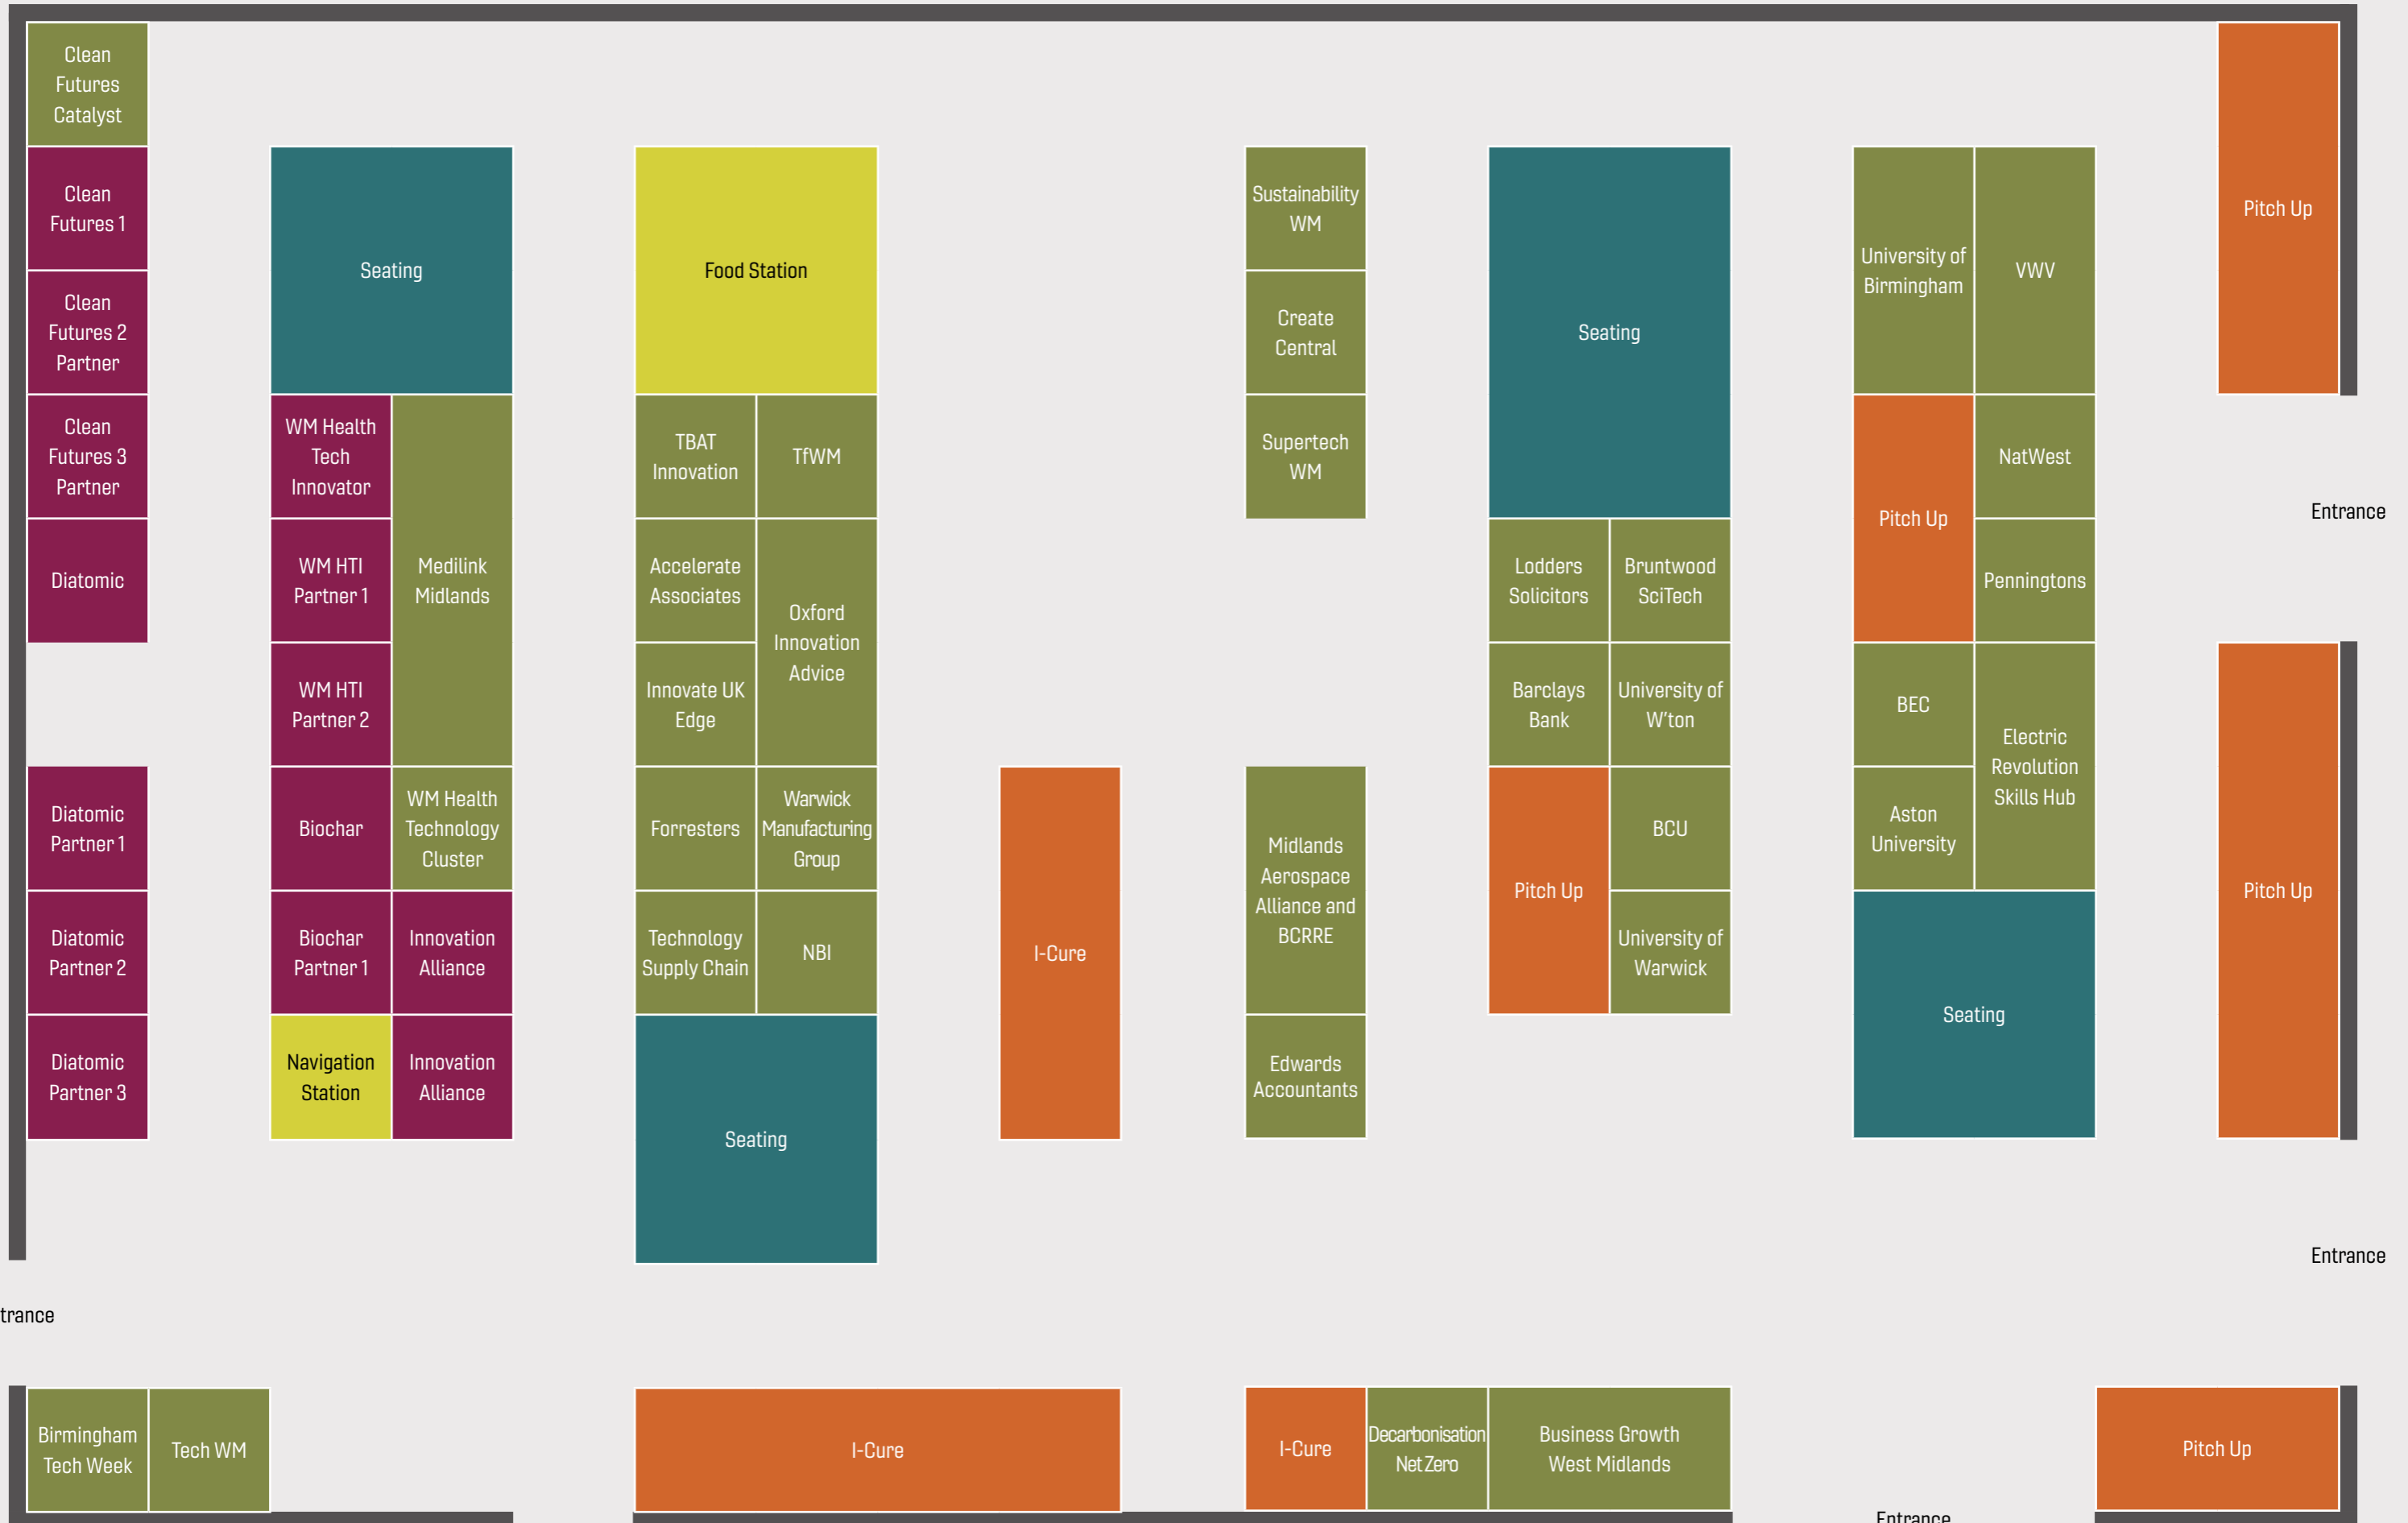 Clean
Futures
Catalyst
Clean
Futures 1
Clean
Futures 2
Partner
Clean
Futures 3
Partner
Diatomic
Diatomic
Partner 1
Diatomic
Partner 2
Diatomic
Partner 3
Seating
WM Health
Tech
Innovator
WM HTI
Partner 1
WM HTI
Partner 2
Biochar
Biochar
Partner 1
Navigation
Station
Medilink
Midlands
WM Health
Technology
Cluster
Innovation
Alliance
Innovation
Alliance
Food Station
TBAT
Innovation
Accelerate
Associates
Innovate UK
Edge
Forresters
Technology
Supply Chain
TfWM
Oxford
Innovation
Advice
Warwick
Manufacturing
Group
NBI
Seating
I-Cure
Sustainability
WM
Create
Central
Supertech
WM
Midlands
Aerospace
Alliance and
BCRRE
Edwards
Accountants
Seating
Lodders
Solicitors
Barclays
Bank
Pitch Up
Bruntwood
SciTech
University of
W'ton
BCU
University of
Warwick
University of
Birmingham
Pitch Up
BEC
Aston
University
VWV
NatWest
Penningtons
Electric
Revolution
Skills Hub
Seating
Pitch Up
Entrance
Pitch Up
Entrance
trance
Birmingham
Tech Week
Tech WM
I-Cure
I-Cure
Decarbonisation
Net Zero
Business Growth
West Midlands
Entrance
Pitch Up